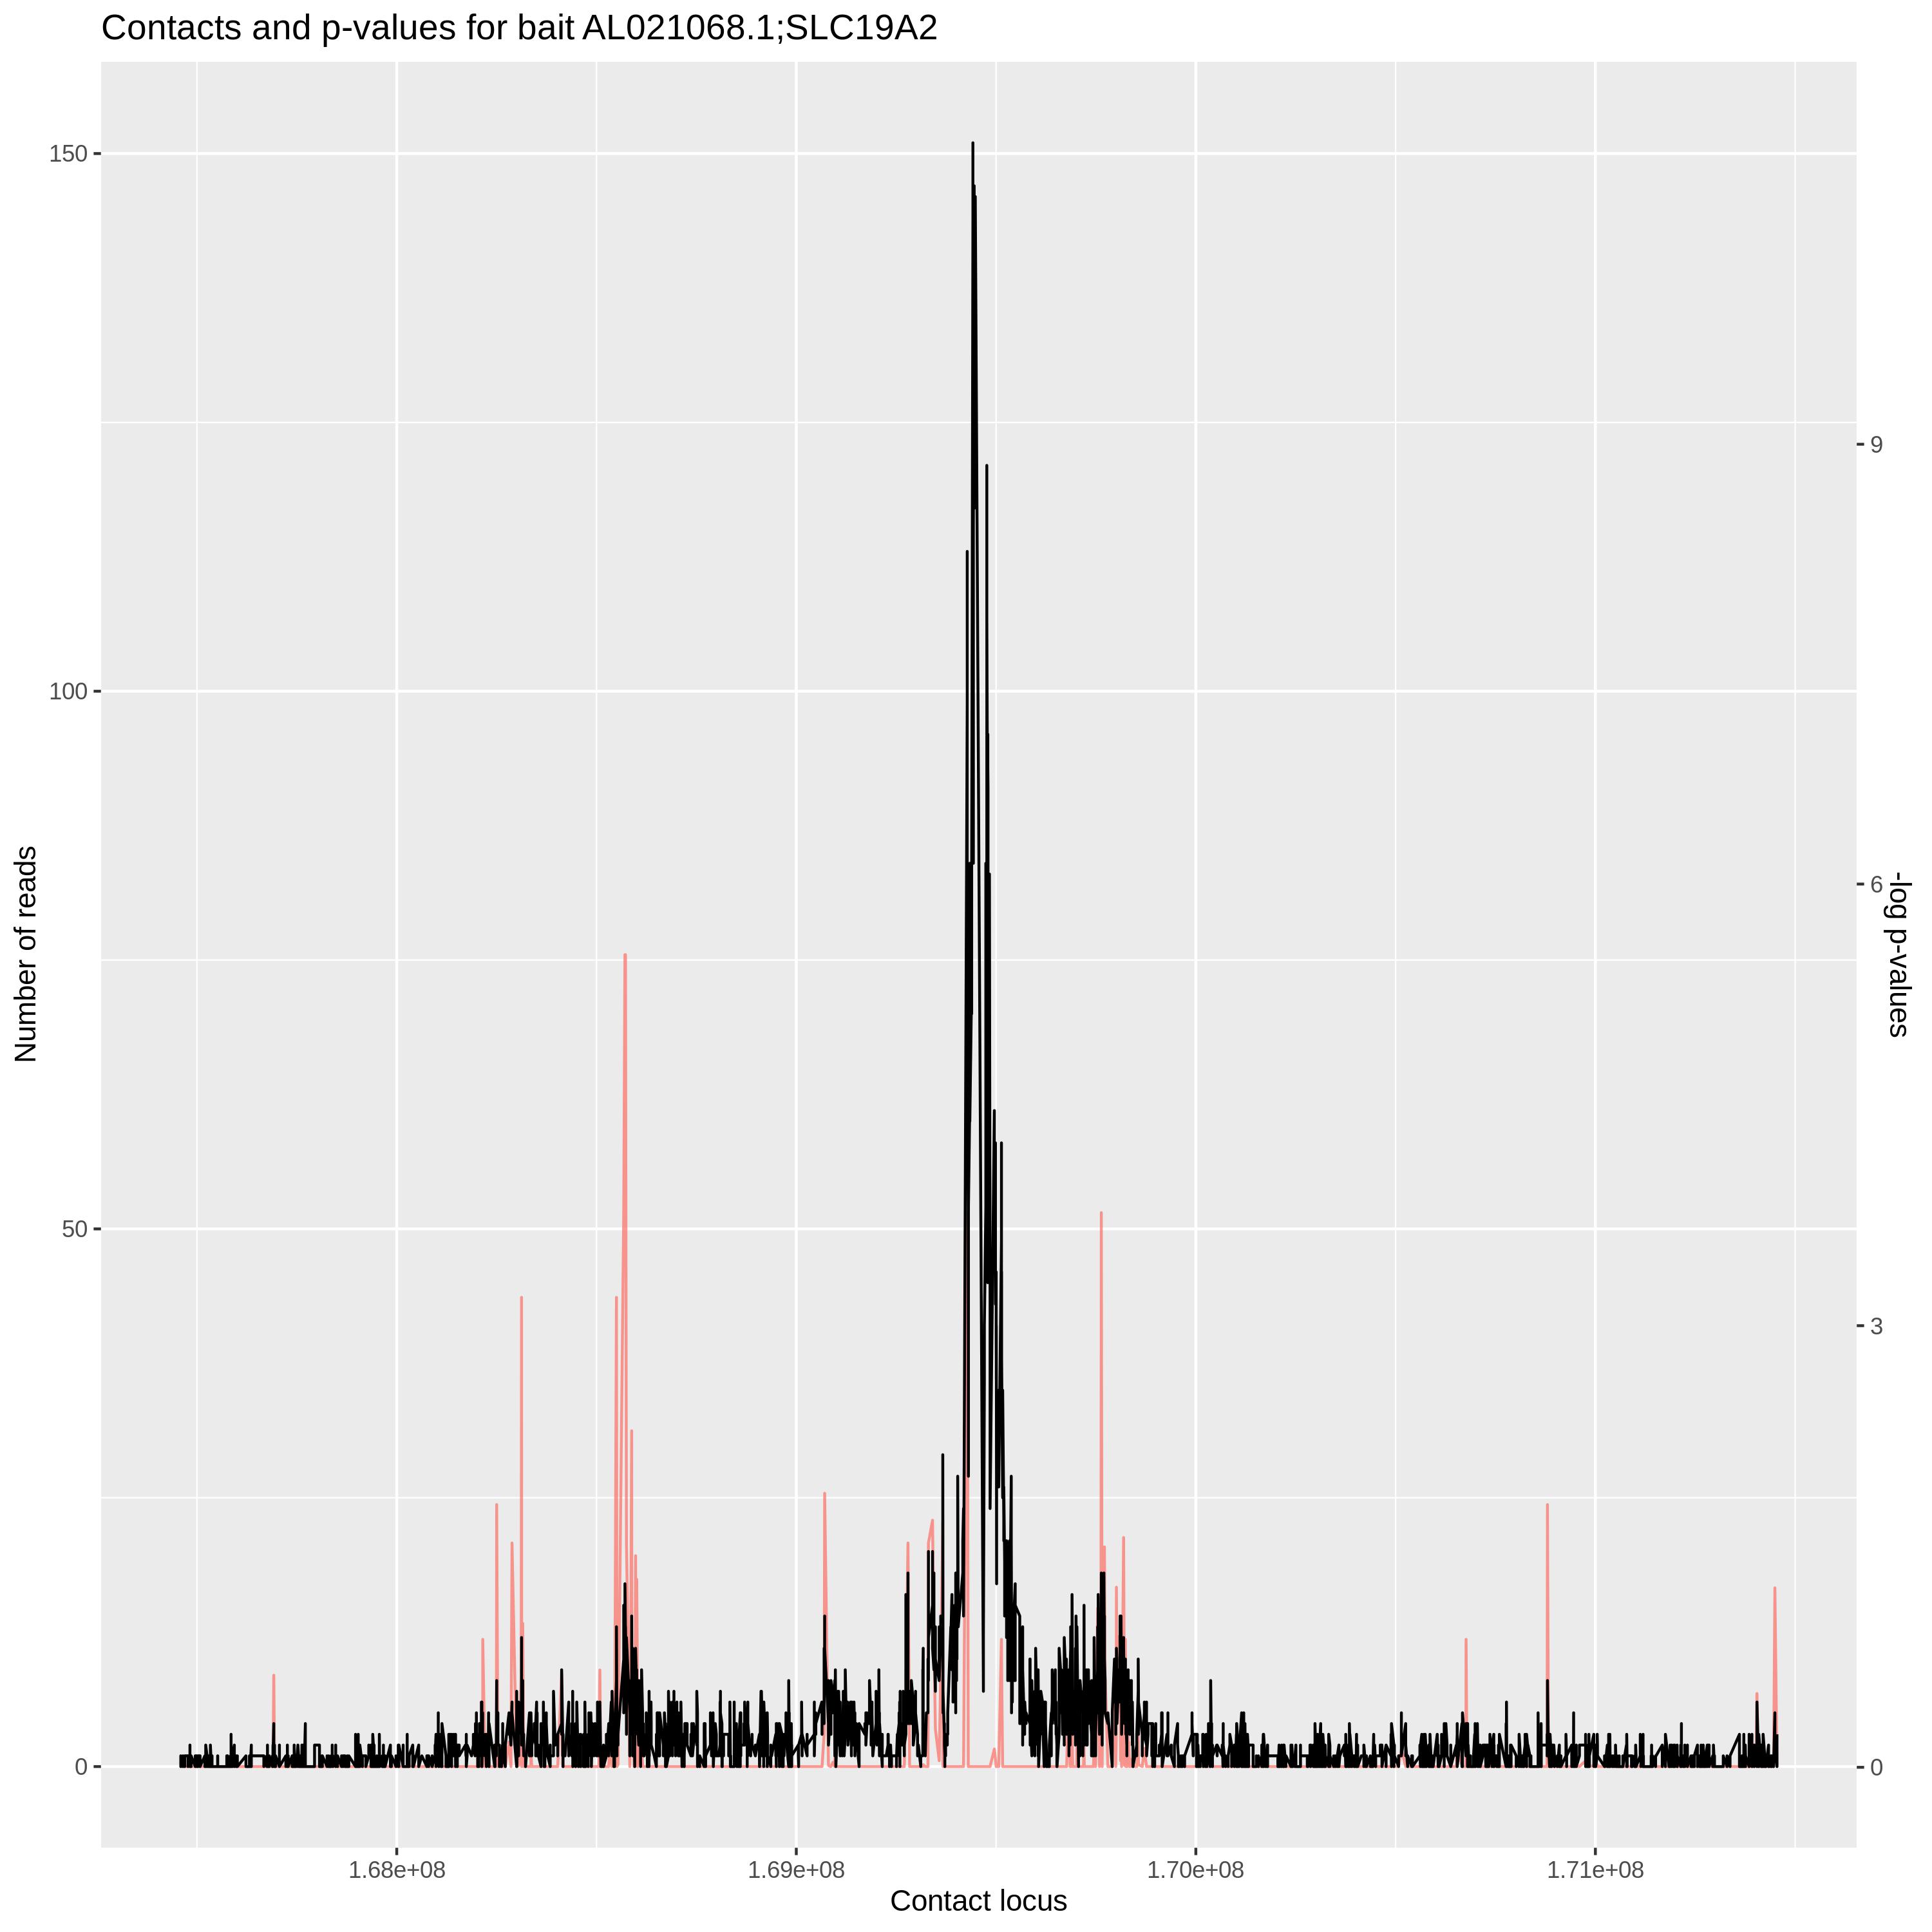 Contacts and p-values for bait AL021068.1;SLC19A2
150
100
50
0
Number of reads
9
6
3
0
-log p-values
1.68e+08 1.69e+08 1.70e+08 1.71e+08
Contact locus